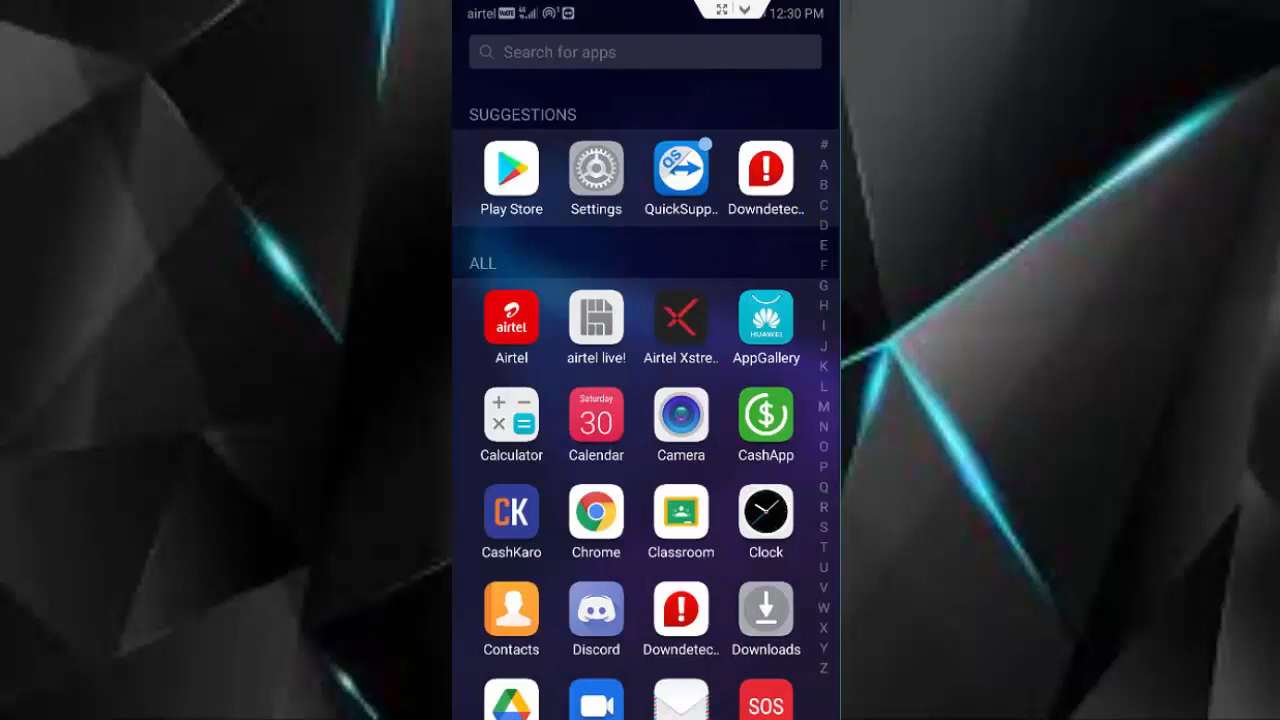 airtel VoLTE 4G 12:30 PM
Search for apps
SUGGESTIONS
Play Store Settings QuickSupp.. Downdetec..
ALL
airtel
HUAWEI
Airtel airtel live! Airtel Xstre.. AppGallery
Saturday
30
Calculator Calendar Camera CashApp
CK
CashKaro Chrome Classroom Clock
Contacts Discord Downdetec.. Downloads
SOS
#
A
B
C
D
E
F
G
H
I
J
K
L
M
N
O
P
Q
R
S
T
U
V
W
X
Y
Z